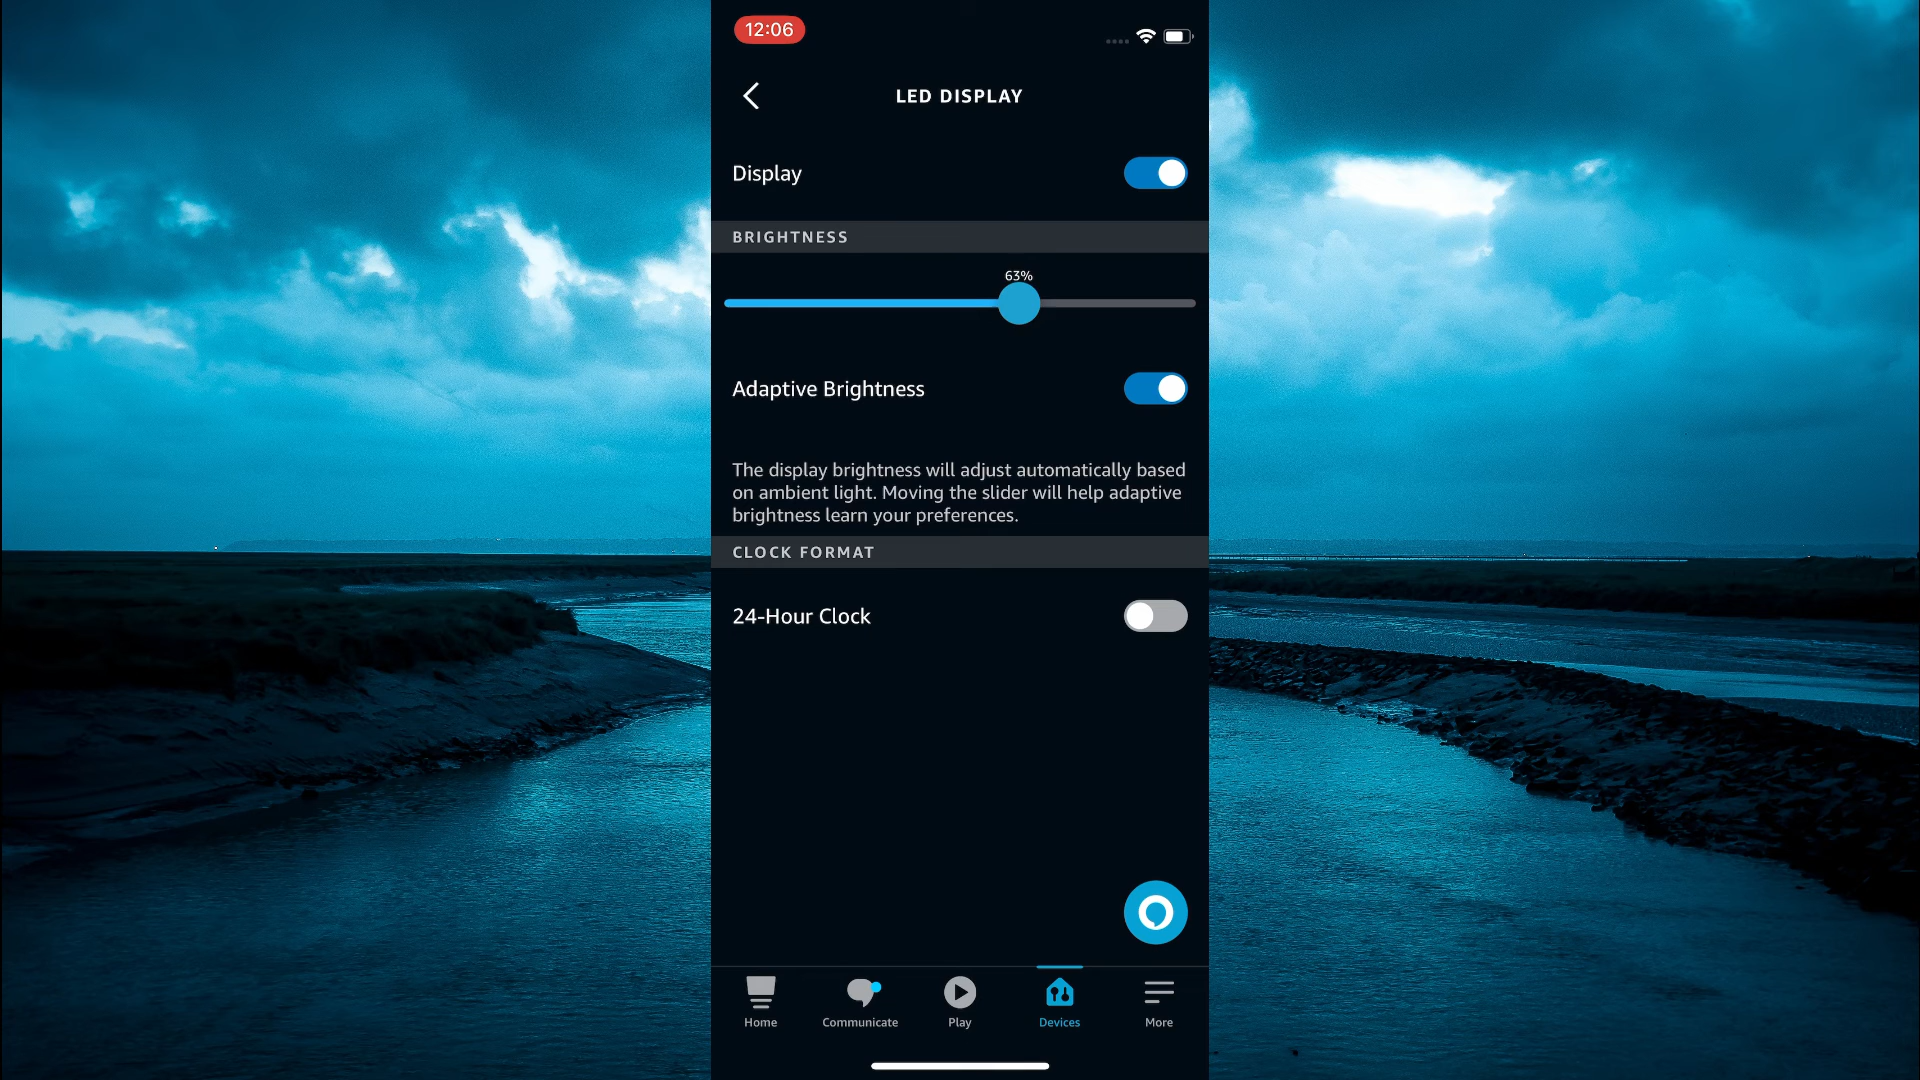 12:06
LED DISPLAY
Display
BRIGHTNESS
63%
Adaptive Brightness
The display brightness will adjust automatically based
on ambient light. Moving the slider will help adaptive
brightness learn your preferences.
CLOCK FORMAT
24-Hour Clock
Home Communicate Play Devices More